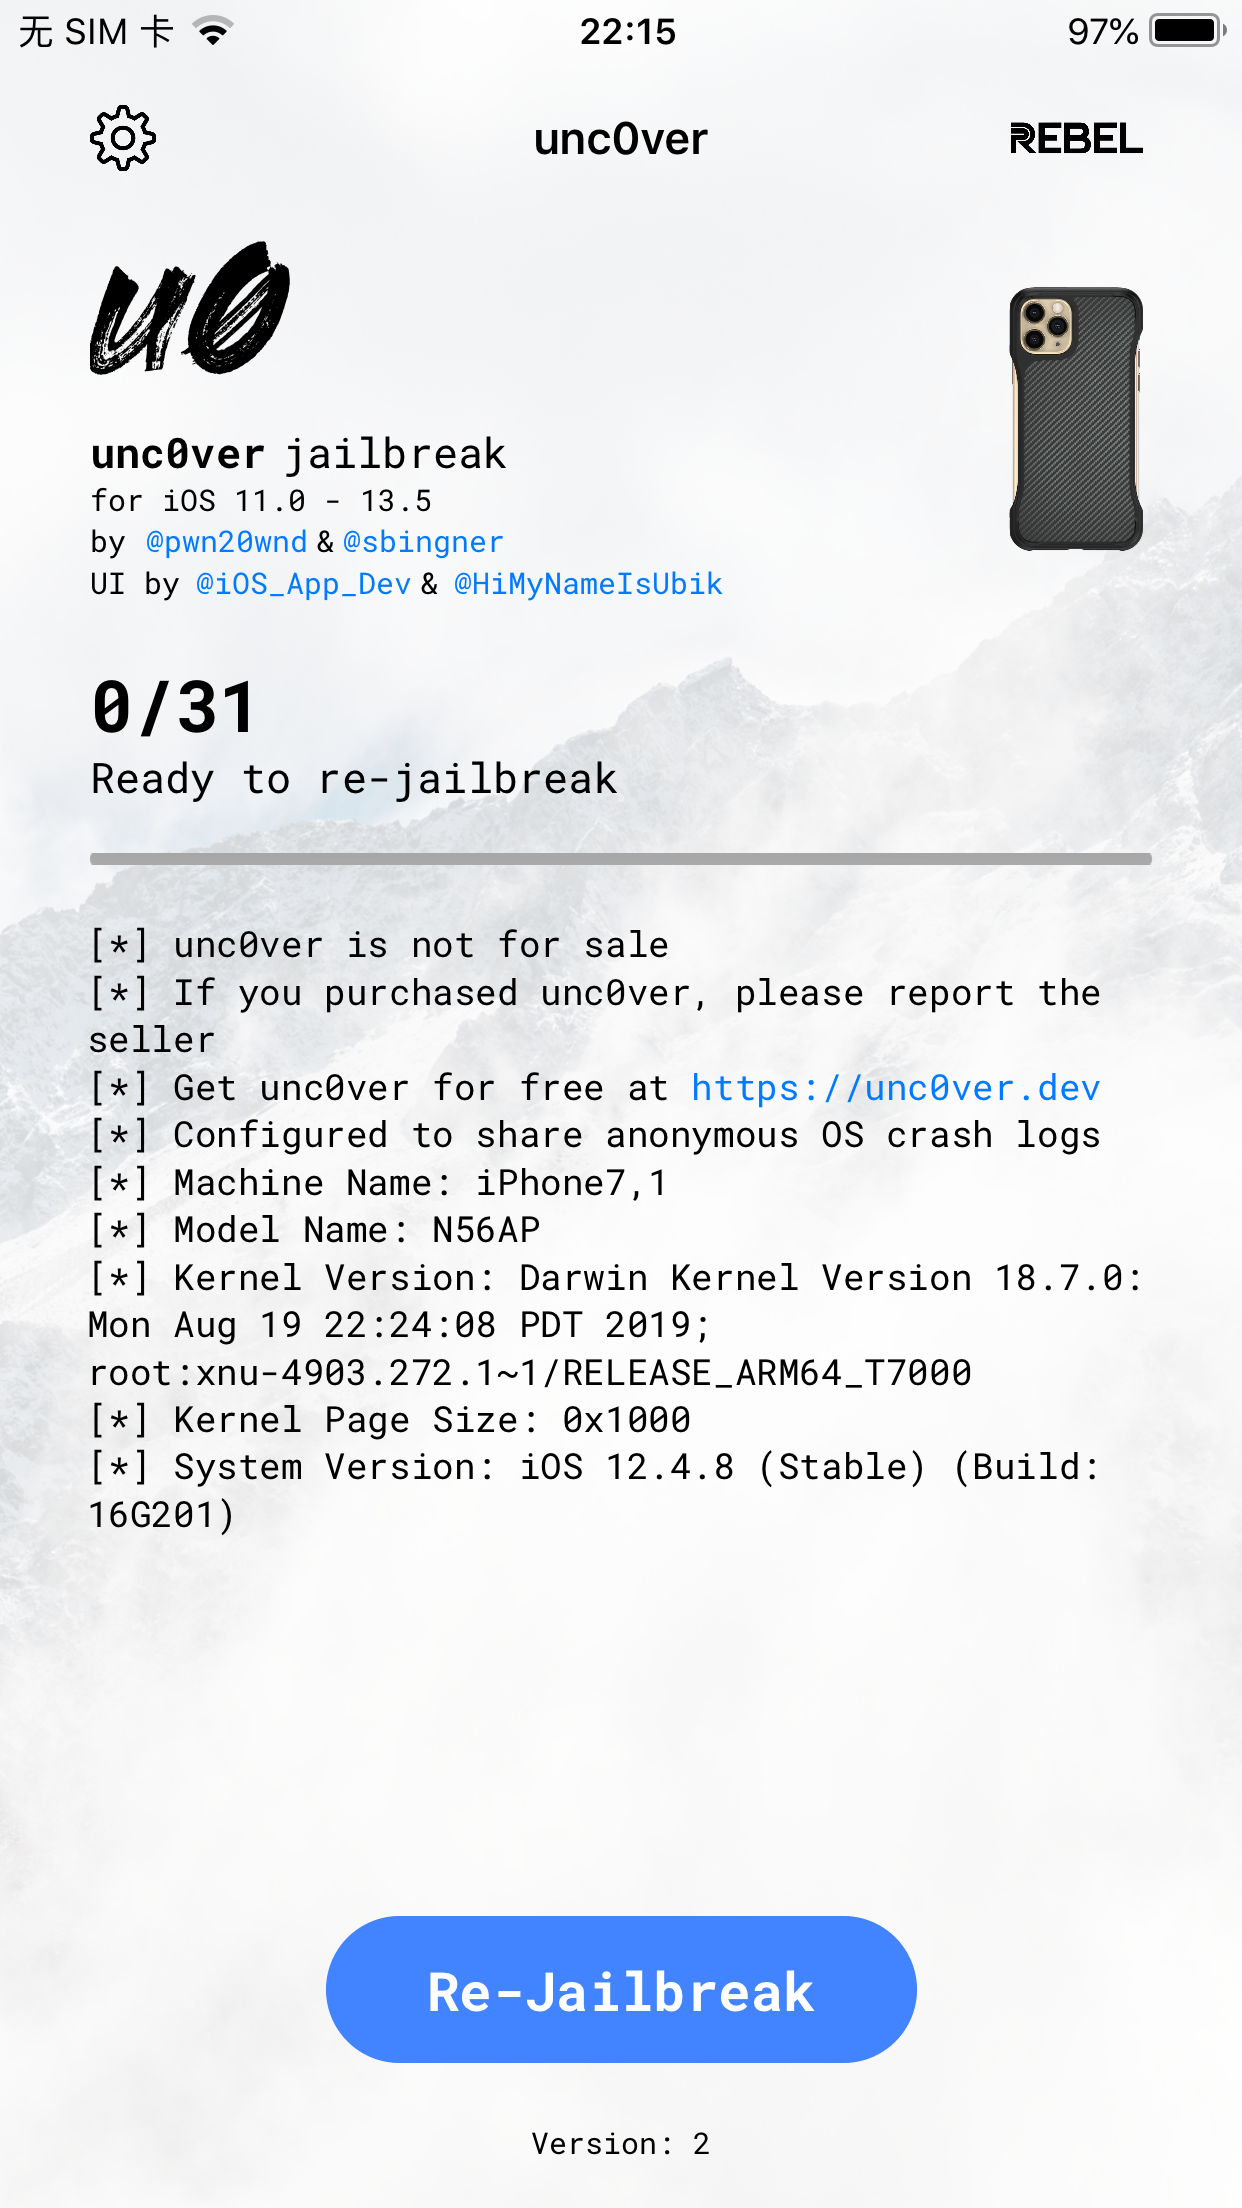 无 SIM 卡
22:15
97%
unc0ver
REBEL
u0
unc0ver jailbreak
for iOS 11.0 - 13.5
by @pwn20wnd & @sbingner
UI by @iOS_App_Dev & @HiMyNameIsUbik
0/31
Ready to re-jailbreak
[*] unc0ver is not for sale
[*] If you purchased unc0ver, please report the
seller
[*] Get unc0ver for free at https://unc0ver.dev
[*] Configured to share anonymous OS crash logs
[*] Machine Name: iPhone7,1
[*] Model Name: N56AP
[*] Kernel Version: Darwin Kernel Version 18.7.0:
Mon Aug 19 22:24:08 PDT 2019;
root:xnu-4903.272.1~1/RELEASE_ARM64_T7000
[*] Kernel Page Size: 0x1000
[*] System Version: iOS 12.4.8 (Stable) (Build:
16G201)
Re-Jailbreak
Version: 2